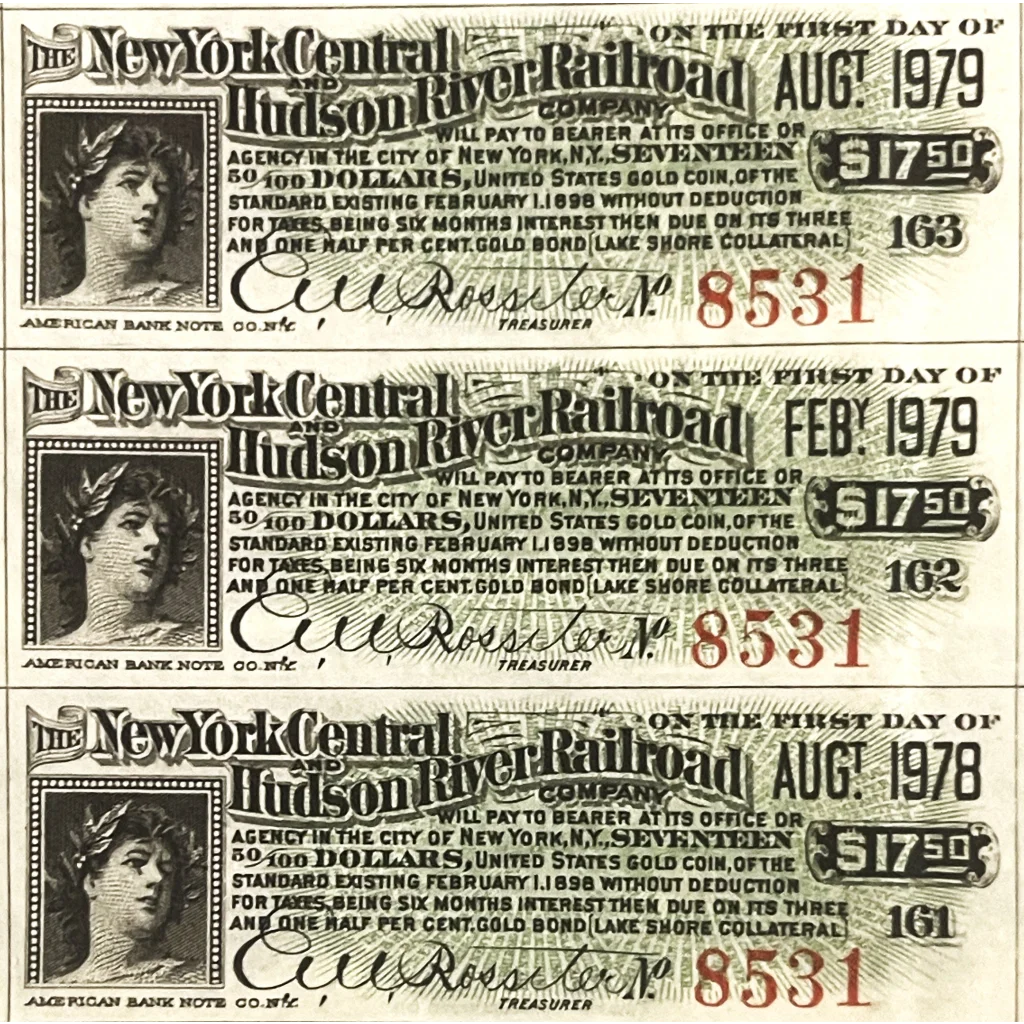 ON THE FIRST DAY OF
THE New York Central
AND
Hudson River Railroad
COMPANY
AUGT. 1979
WILL PAY TO BEARER AT ITS OFFICE OR
AGENCY IN THE CITY OF NEW YORK, N.Y., SEVENTEEN
50/100 DOLLARS, UNITED STATES GOLD COIN, OF THE
$17 50
STANDARD EXISTING FEBRUARY 1. 1898 WITHOUT DEDUCTION
FOR TAXES, BEING SIX MONTHS INTEREST THEN DUE ON ITS THREE
AND ONE HALF PER CENT. GOLD BOND (LAKE SHORE COLLATERAL)
163
Rossiter No. 8531
TREASURER
AMERICAN BANK NOTE CO. N.Y.
ON THE FIRST DAY OF
THE New York Central
AND
Hudson River Railroad
COMPANY
FEBY. 1979
WILL PAY TO BEARER AT ITS OFFICE OR
AGENCY IN THE CITY OF NEW YORK, N.Y., SEVENTEEN
50/100 DOLLARS, UNITED STATES GOLD COIN, OF THE
$17 50
STANDARD EXISTING FEBRUARY 1. 1898 WITHOUT DEDUCTION
FOR TAXES, BEING SIX MONTHS INTEREST THEN DUE ON ITS THREE
AND ONE HALF PER CENT. GOLD BOND (LAKE SHORE COLLATERAL)
162
Rossiter No. 8531
TREASURER
AMERICAN BANK NOTE CO. N.Y.
ON THE FIRST DAY OF
THE New York Central
AND
Hudson River Railroad
COMPANY
AUGT. 1978
WILL PAY TO BEARER AT ITS OFFICE OR
AGENCY IN THE CITY OF NEW YORK, N.Y., SEVENTEEN
50/100 DOLLARS, UNITED STATES GOLD COIN, OF THE
$17 50
STANDARD EXISTING FEBRUARY 1. 1898 WITHOUT DEDUCTION
FOR TAXES, BEING SIX MONTHS INTEREST THEN DUE ON ITS THREE
AND ONE HALF PER CENT. GOLD BOND (LAKE SHORE COLLATERAL)
161
Rossiter No. 8531
TREASURER
AMERICAN BANK NOTE CO. N.Y.